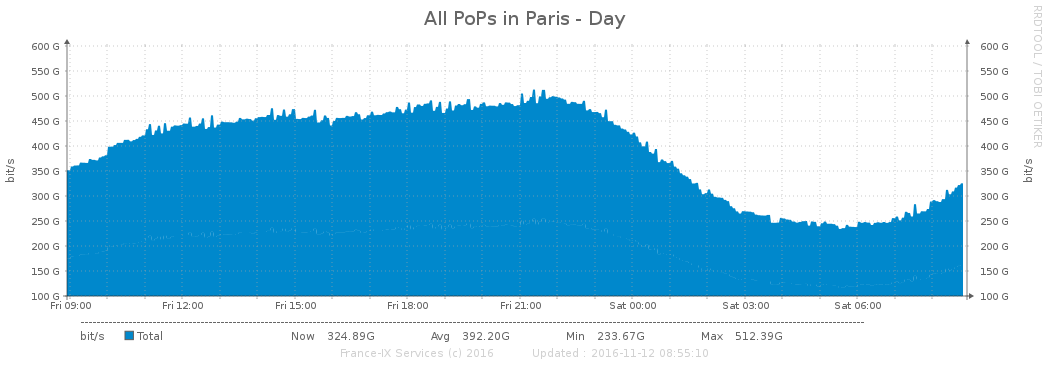 All PoPs in Paris - Day
RRDTOOL / TOBI OETIKER
bit/s
bit/s
600 G 600 G
550 G 550 G
500 G 500 G
450 G 450 G
400 G 400 G
350 G 350 G
300 G 300 G
250 G 250 G
200 G 200 G
150 G 150 G
100 G 100 G
Fri 09:00 Fri 12:00 Fri 15:00 Fri 18:00 Fri 21:00 Sat 00:00 Sat 03:00 Sat 06:00
bit/s Total Now 324.89G Avg 392.20G Min 233.67G Max 512.39G
France-IX Services (c) 2016 Updated : 2016-11-12 08:55:10